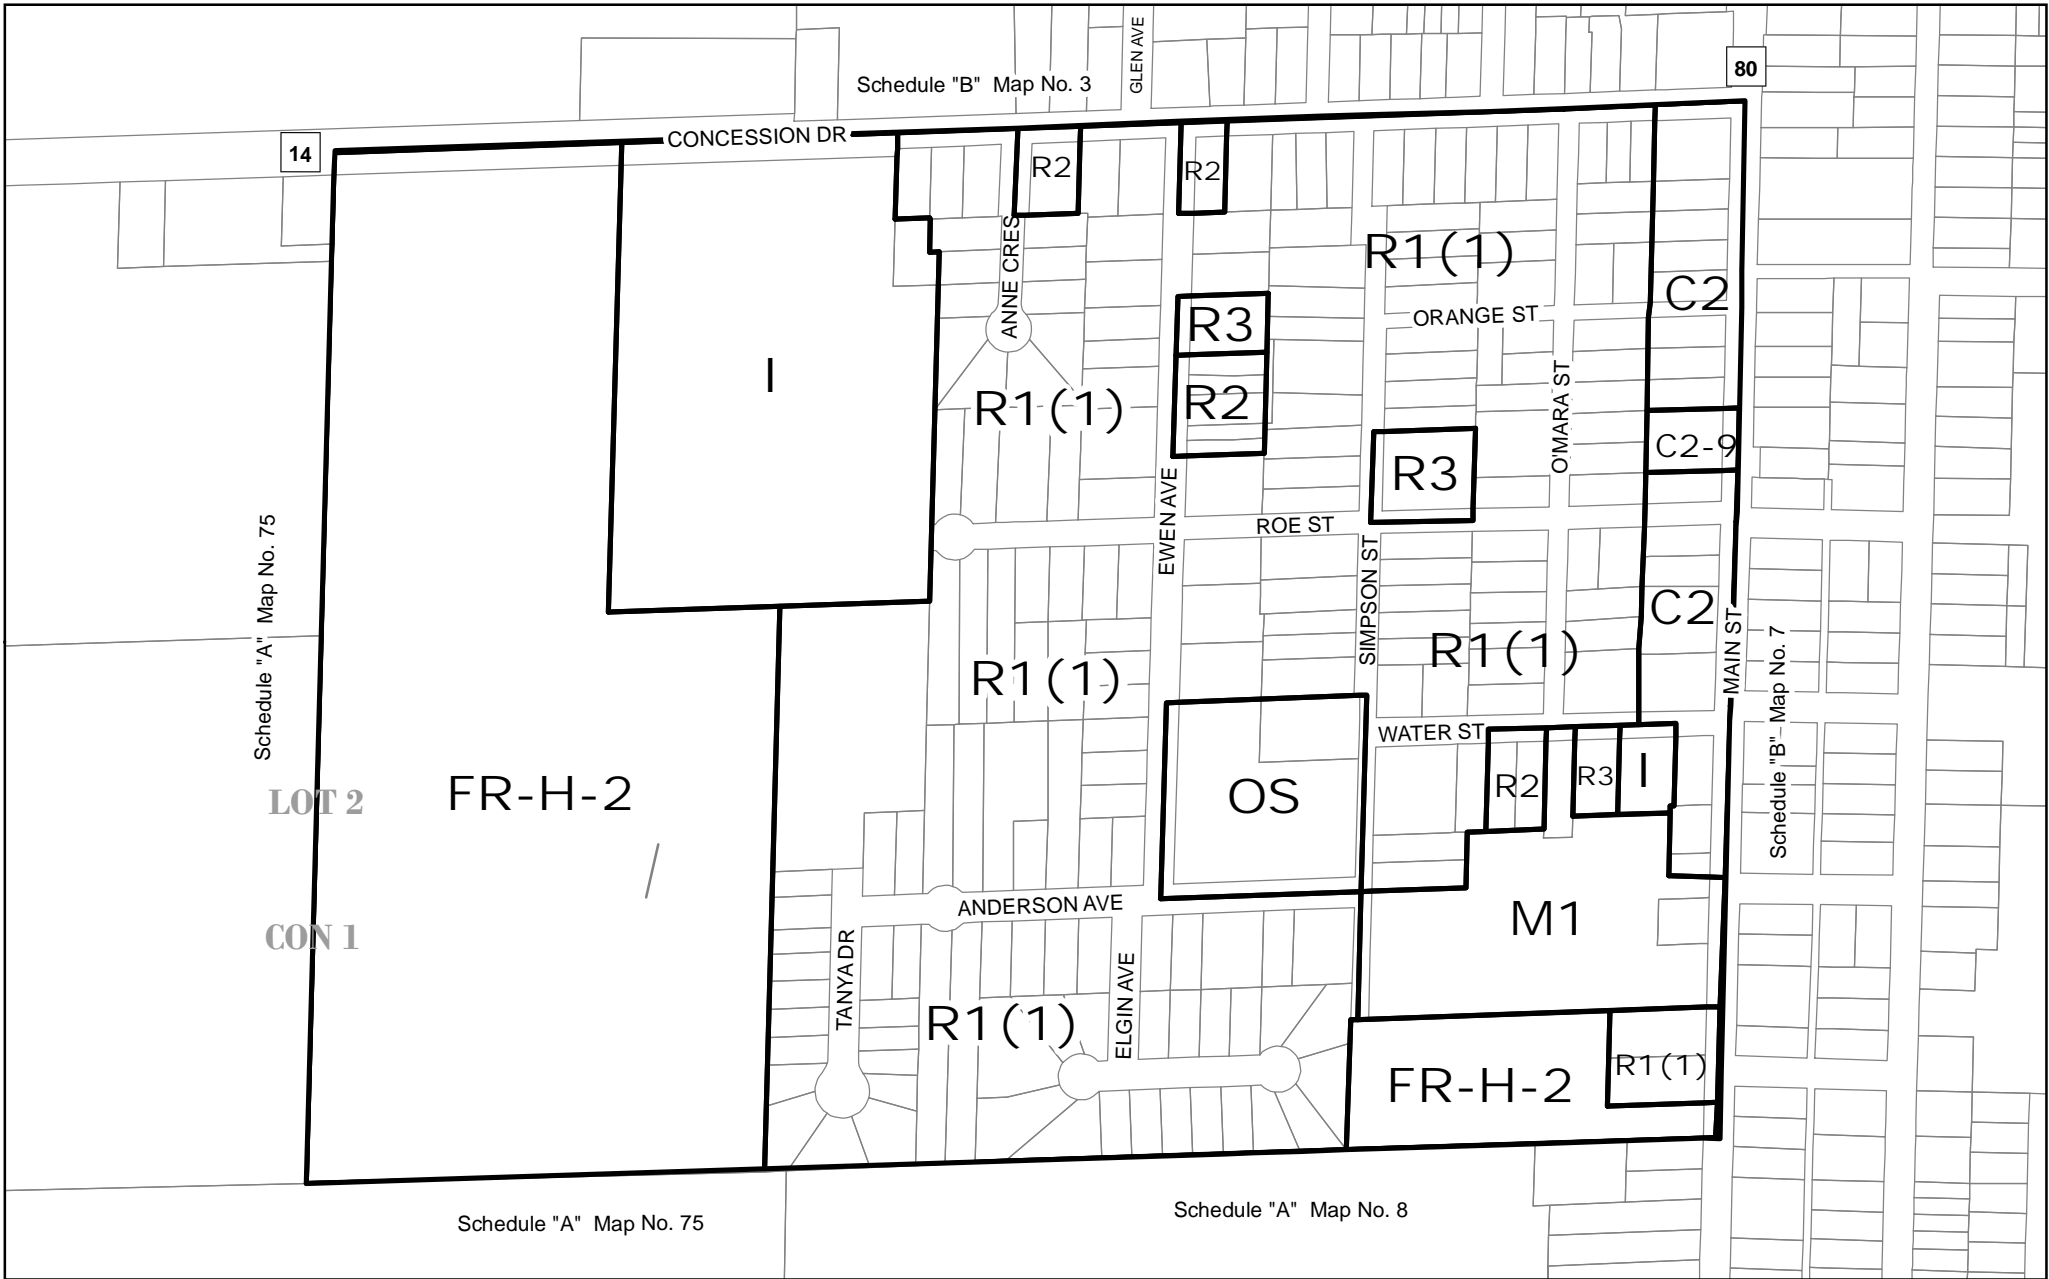 GLEN AVE
80
Schedule "B" Map No. 3
CONCESSION DR
14
R2
R2
ANNE CRES
R1(1)
C2
ORANGE ST
R3
I
R2
R1(1)
O'MARA ST
C2-9
R3
EWEN AVE
ROE ST
SIMPSON ST
Schedule "A" Map No. 75
C2
MAIN ST
R1(1)
R1(1)
Schedule "B" Map No. 7
WATER ST
R2
R3
I
OS
FR-H-2
LOT 2
ANDERSON AVE
M1
CON 1
TANYA DR
ELGIN AVE
R1(1)
R1(1)
FR-H-2
Schedule "A" Map No. 75
Schedule "A" Map No. 8